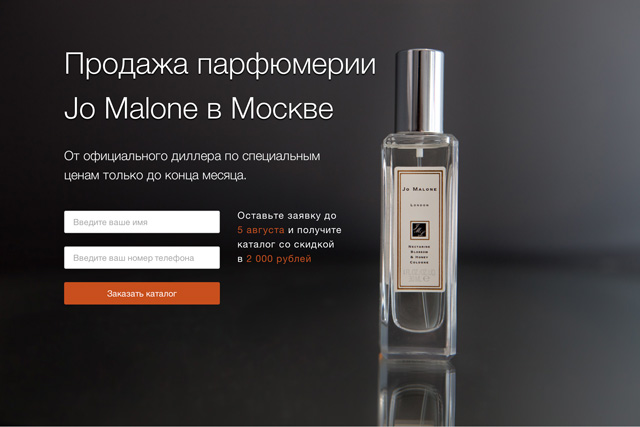 Продажа парфюмерии
Jo Malone в Москве
От официального диллера по специальным
ценам только до конца месяца.
Введите ваше имя
Введите ваш номер телефона
Заказать каталог
Оставьте заявку до
5 августа и получите
каталог со скидкой
в 2 000 рублей
Jo Malone
London
Nectarine
Blossom
& Honey
Cologne